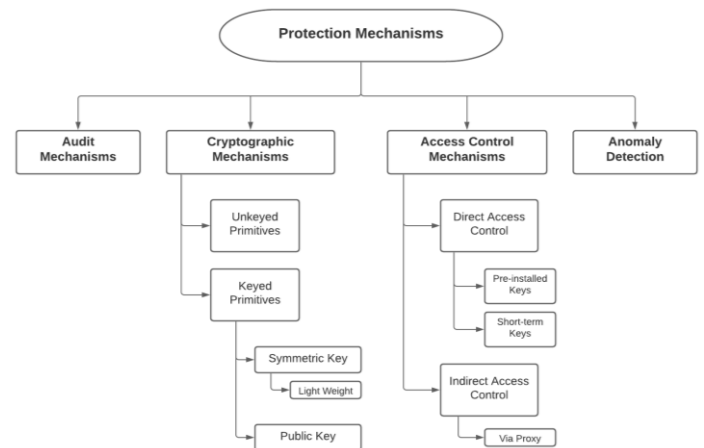 Protection Mechanisms
Audit
Mechanisms
Cryptographic
Mechanisms
Access Control
Mechanisms
Anomaly
Detection
Unkeyed
Primitives
Keyed
Primitives
Symmetric Key
Light Weight
Public Key
Direct Access
Control
Pre-installed
Keys
Short-term
Keys
Indirect Access
Control
Via Proxy